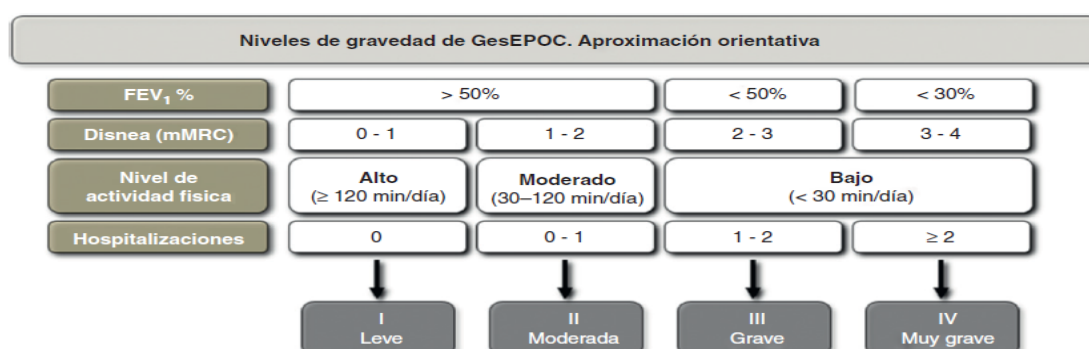 Niveles de gravedad de GesEPOC. Aproximación orientativa
FEV1 % > 50% < 50% < 30%
Disnea (mMRC) 0 - 1 1 - 2 2 - 3 3 - 4
Nivel de
actividad fisica
Alto
(≥ 120 min/día)
Moderado
(30–120 min/día)
Bajo
(< 30 min/día)
Hospitalizaciones 0 0 - 1 1 - 2 ≥ 2
I
Leve
II
Moderada
III
Grave
IV
Muy grave